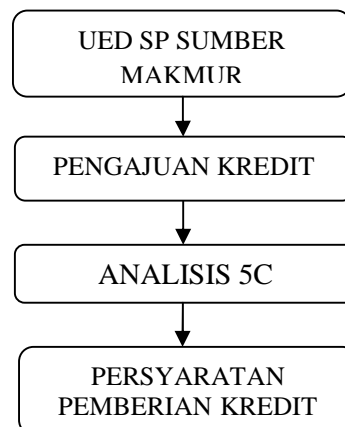 UED SP SUMBER
MAKMUR
PENGAJUAN KREDIT
ANALISIS 5C
PERSYARATAN
PEMBERIAN KREDIT